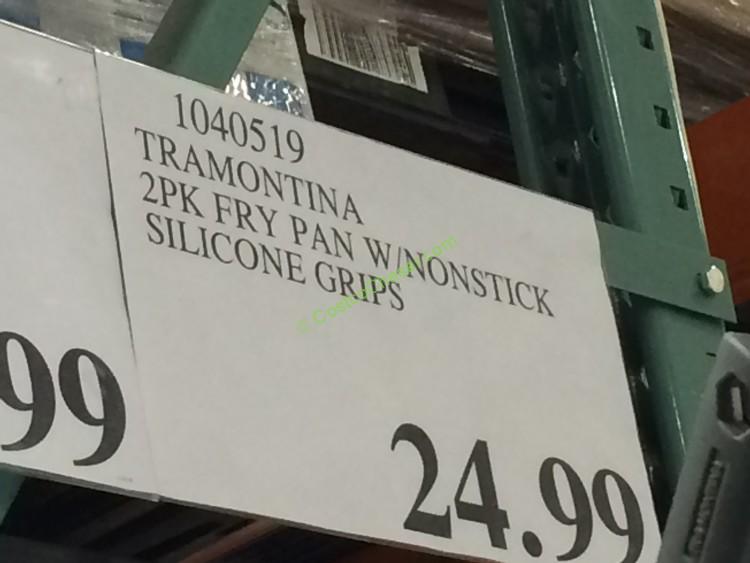 1040519
TRAMONTINA
2PK FRY PAN W/NONSTICK
SILICONE GRIPS
99
24.99